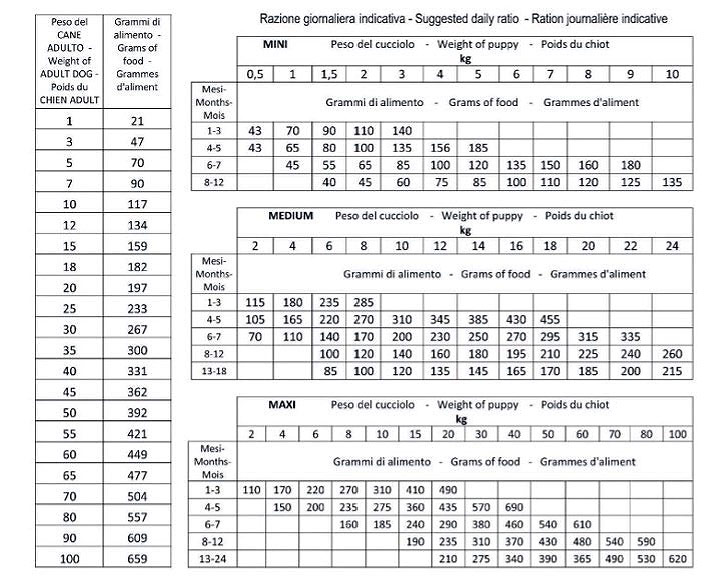 Peso del
CANE
ADULTO -
Weight of
ADULT DOG -
Poids du
CHIEN ADULT
Grammi di
alimento -
Grams of
food -
Grammes
d'aliment
1 21
3 47
5 70
7 90
10 117
12 134
15 159
18 182
20 197
25 233
30 267
35 300
40 331
45 362
50 392
55 421
60 449
65 477
70 504
80 557
90 609
100 659
Razione giornaliera indicativa - Suggested daily ratio - Ration journalière indicative
MINI Peso del cucciolo - Weight of puppy - Poids du chiot
kg
0,5 1 1,5 2 3 4 5 6 7 8 9 10
Mesi-
Months-
Mois
Grammi di alimento - Grams of food - Grammes d'aliment
1-3 43 70 90 110 140
4-5 43 65 80 100 135 156 185
6-7 45 55 65 85 100 120 135 150 160 180
8-12 40 45 60 75 85 100 110 120 125 135
MEDIUM Peso del cucciolo - Weight of puppy - Poids du chiot
kg
2 4 6 8 10 12 14 16 18 20 22 24
Mesi-
Months-
Mois
Grammi di alimento - Grams of food - Grammes d'aliment
1-3 115 180 235 285
4-5 105 165 220 270 310 345 385 430 455
6-7 70 110 140 170 200 230 250 270 295 315 335
8-12 100 120 140 160 180 195 210 225 240 260
13-18 85 100 120 135 145 165 170 185 200 215
MAXI Peso del cucciolo - Weight of puppy - Poids du chiot
kg
2 4 6 8 10 15 20 30 40 50 60 70 80 100
Mesi-
Months-
Mois
Grammi di alimento - Grams of food - Grammes d'aliment
1-3 110 170 220 270 310 410 490
4-5 150 200 235 275 360 435 570 690
6-7 160 185 240 290 380 460 540 610
8-12 190 235 310 370 430 480 540 590
13-24 210 275 340 390 365 490 530 620